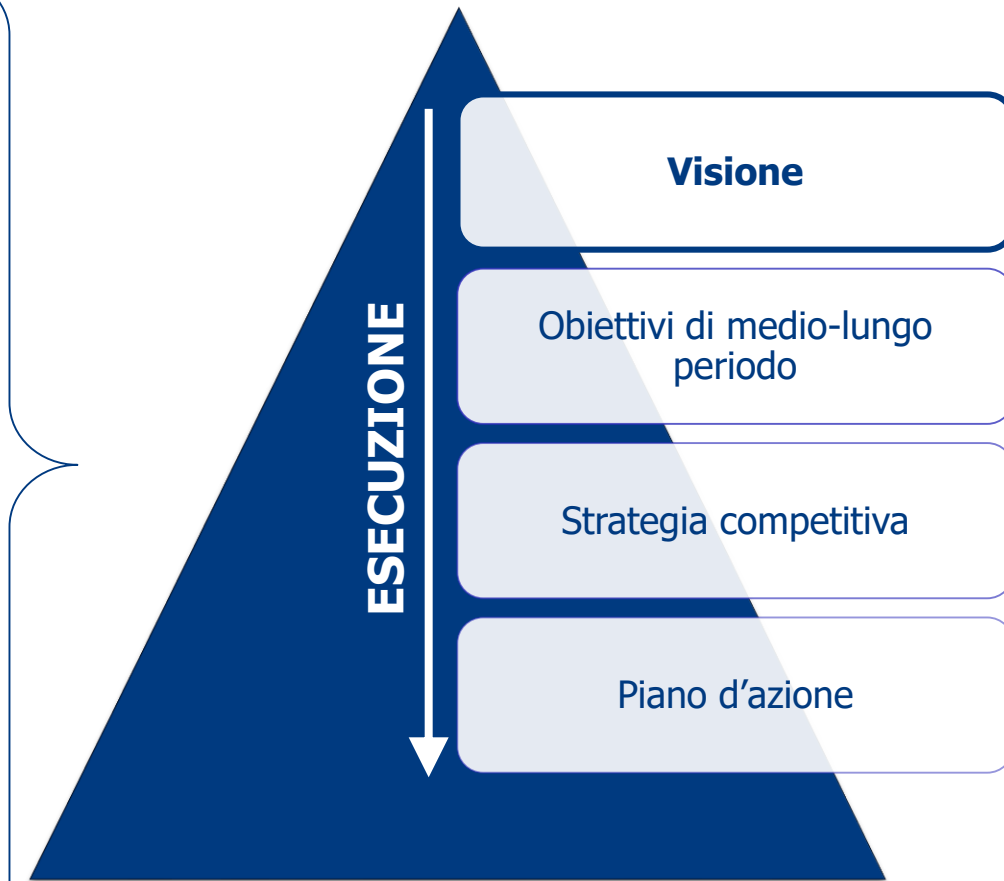 Visione
Obiettivi di medio-lungo
periodo
Strategia competitiva
Piano d’azione
ESECUZIONE